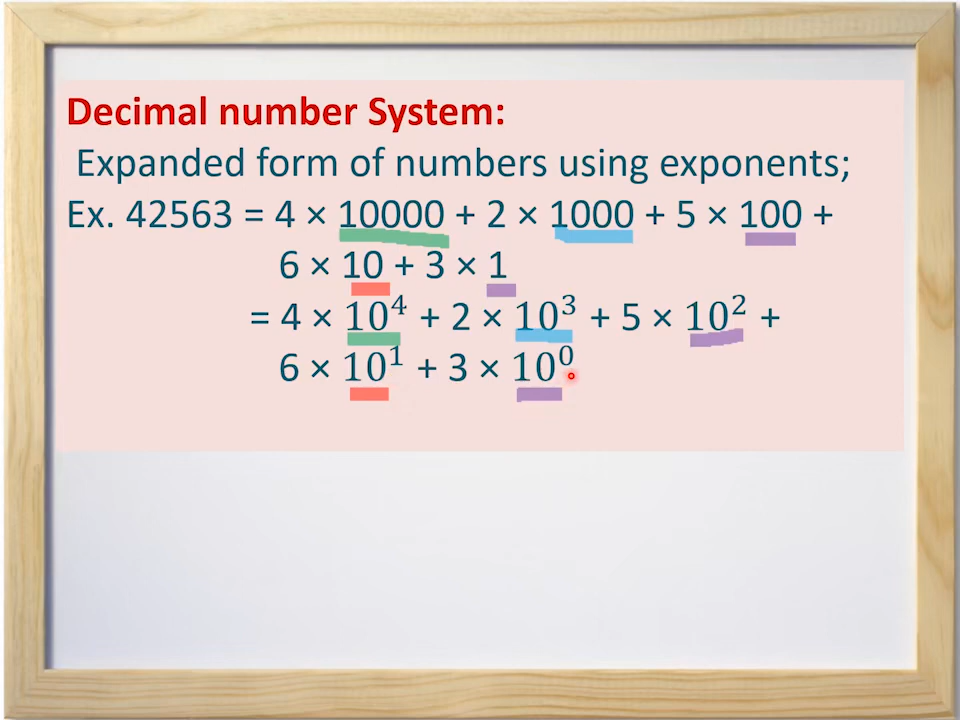 Decimal number System:
Expanded form of numbers using exponents;
Ex. 42563 = 4 × 10000 + 2 × 1000 + 5 × 100 +
6 × 10 + 3 × 1
= 4 × 10⁴ + 2 × 10³ + 5 × 10² +
6 × 10¹ + 3 × 10⁰